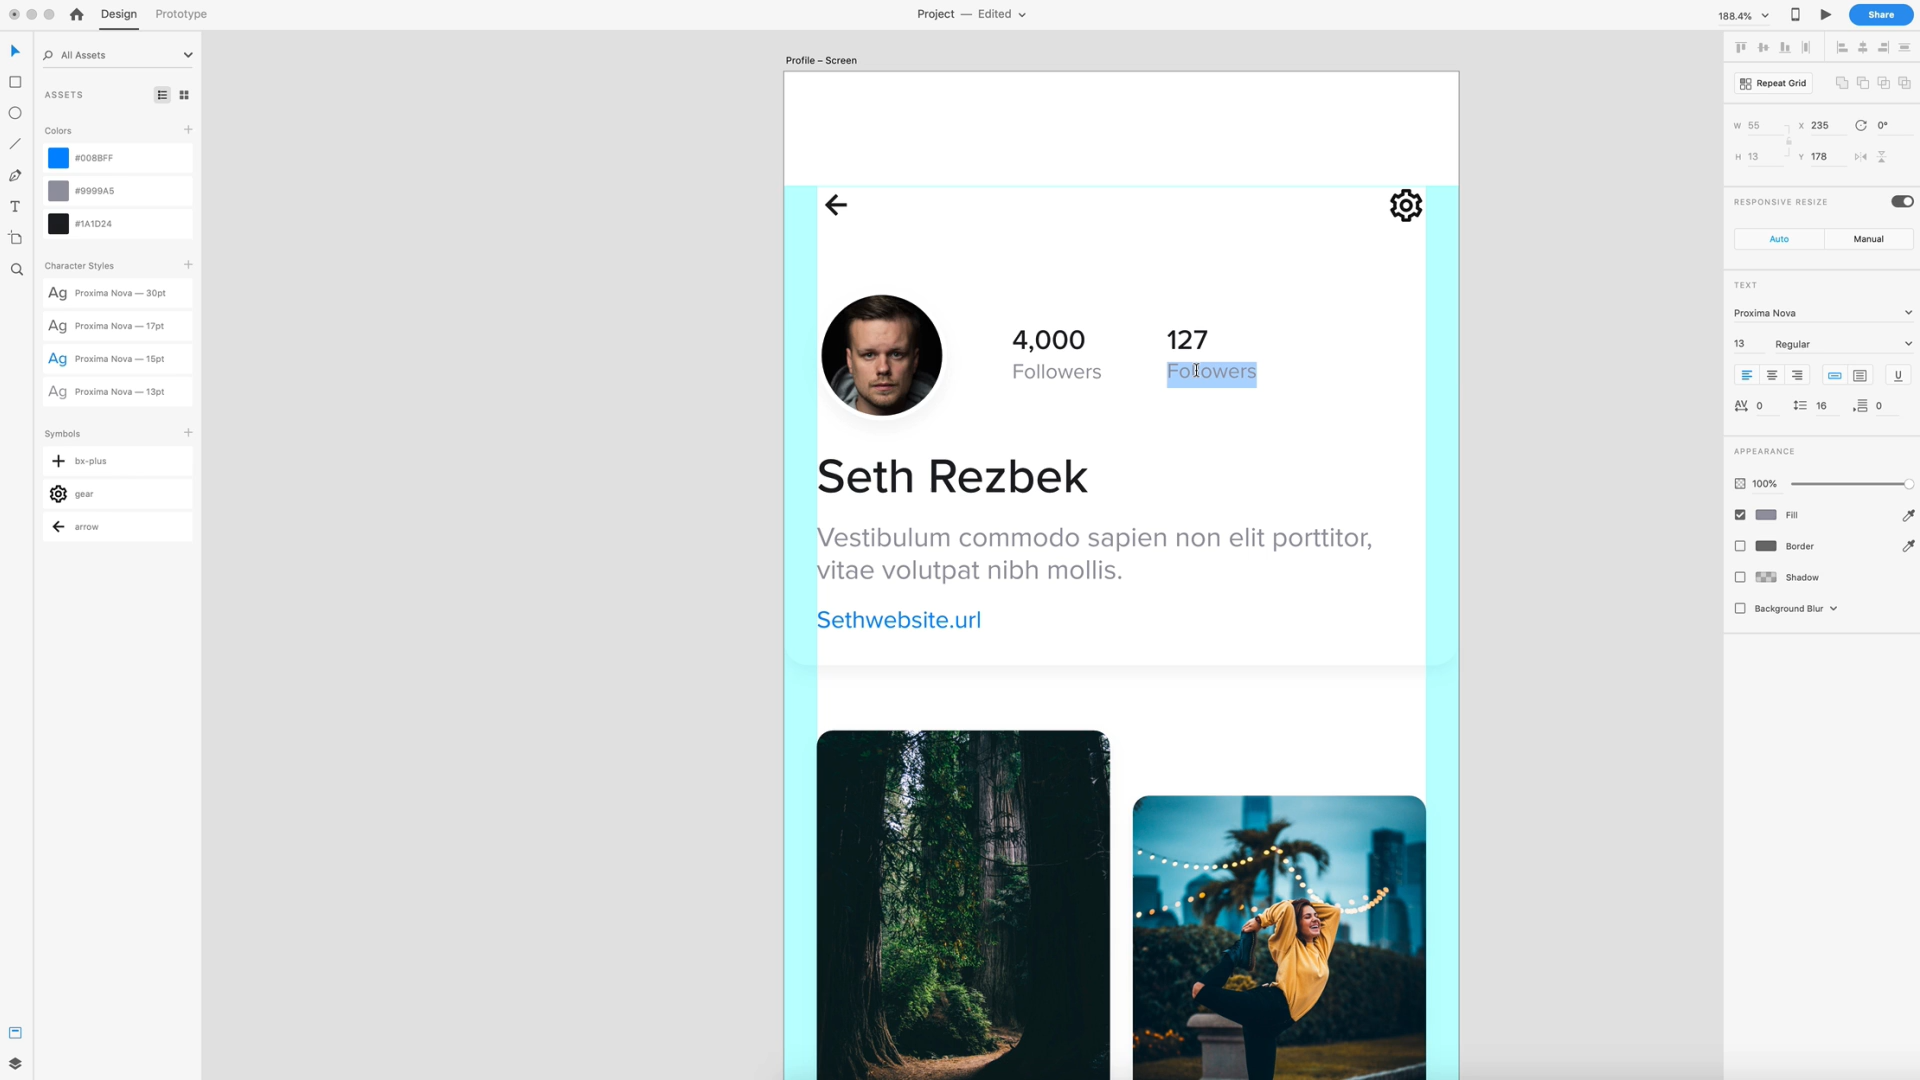 Design
Prototype
Project — Edited
188.4%
Share
All Assets
ASSETS
Colors
#008BFF
#9999A5
#1A1D24
Character Styles
Ag Proxima Nova — 30pt
Ag Proxima Nova — 17pt
Ag Proxima Nova — 15pt
Ag Proxima Nova — 13pt
Symbols
bx-plus
gear
arrow
T
Profile – Screen
4,000
Followers
127
Followers
Seth Rezbek
Vestibulum commodo sapien non elit porttitor,
vitae volutpat nibh mollis.
Sethwebsite.url
Repeat Grid
W 55 X 235 0°
H 13 Y 178
RESPONSIVE RESIZE
Auto Manual
TEXT
Proxima Nova
13 Regular
U
AV 0 16 0
APPEARANCE
100%
Fill
Border
Shadow
Background Blur